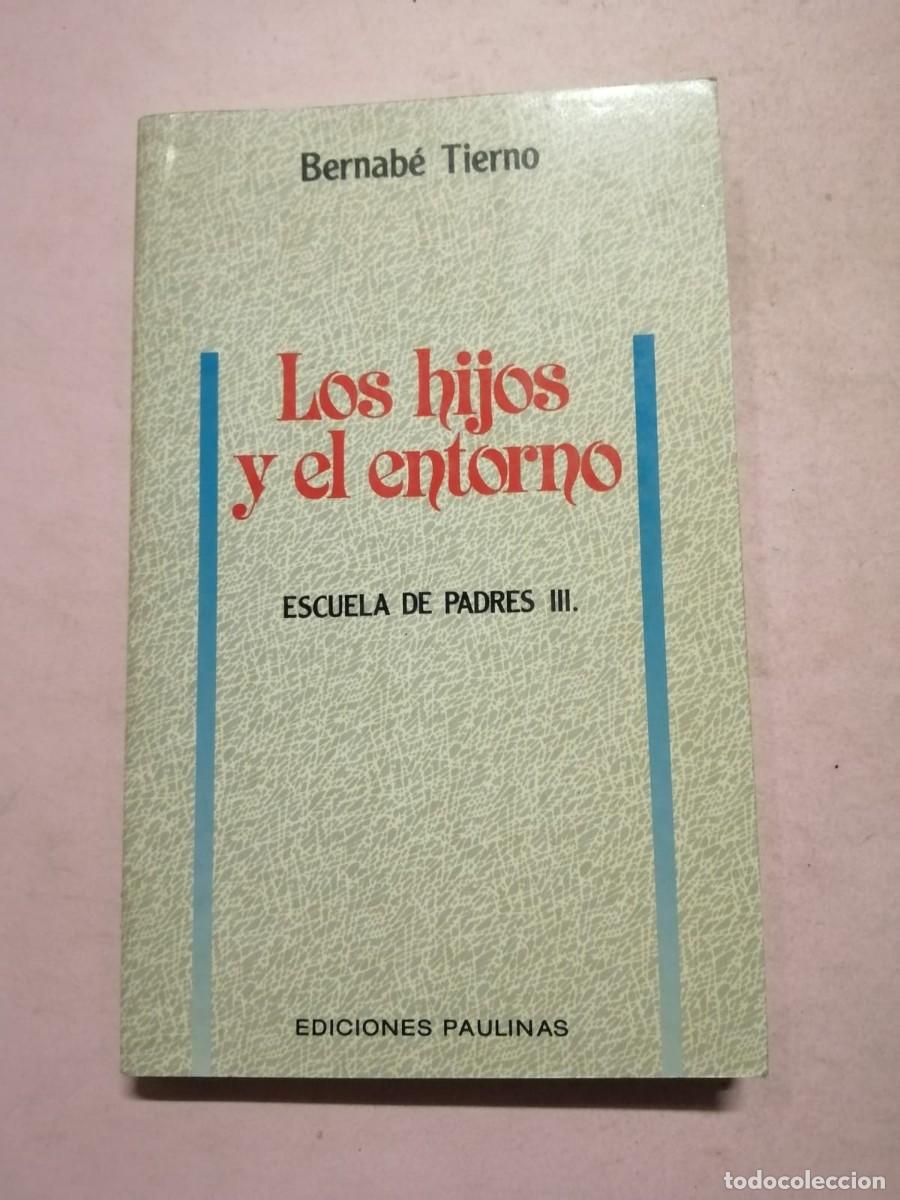 Bernabé Tierno
Los hijos
y el entorno
ESCUELA DE PADRES III.
EDICIONES PAULINAS
todocoleccion